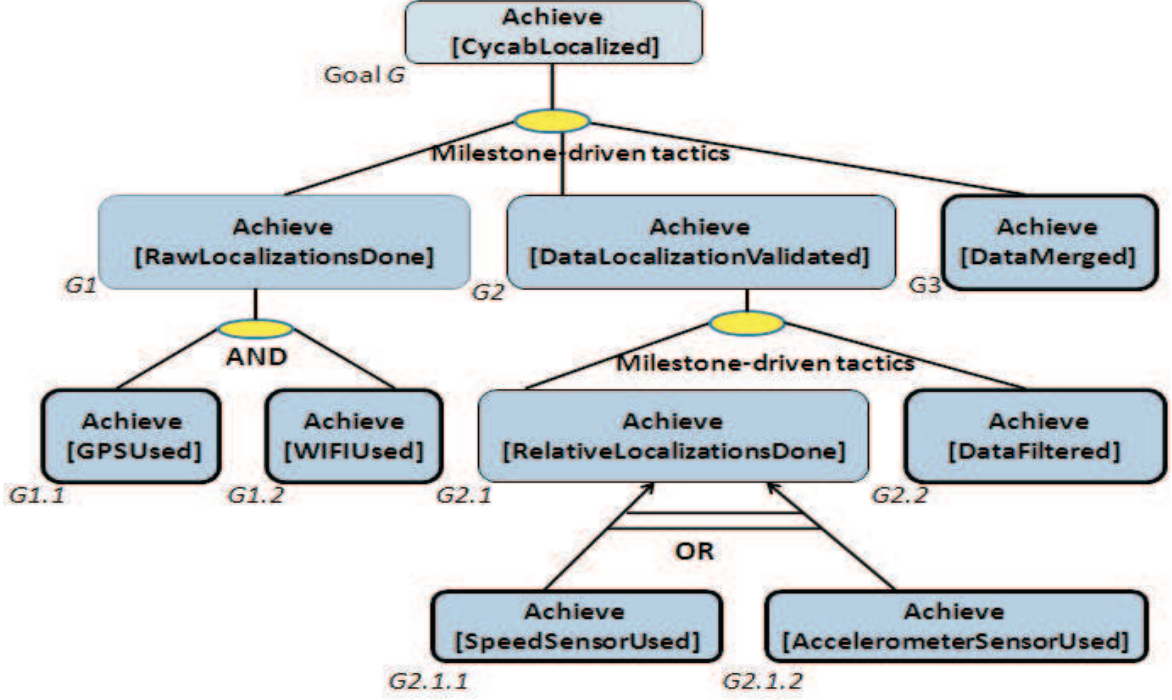 Achieve
[CycabLocalized]
Goal G
Milestone-driven tactics
Achieve
[RawLocalizationsDone]
G1
Achieve
[DataLocalizationValidated]
G2
Achieve
[DataMerged]
G3
AND
Milestone-driven tactics
Achieve
[GPSUsed]
G1.1
Achieve
[WIFIUsed]
G1.2
Achieve
[RelativeLocalizationsDone]
G2.1
Achieve
[DataFiltered]
G2.2
OR
Achieve
[SpeedSensorUsed]
G2.1.1
Achieve
[AccelerometerSensorUsed]
G2.1.2